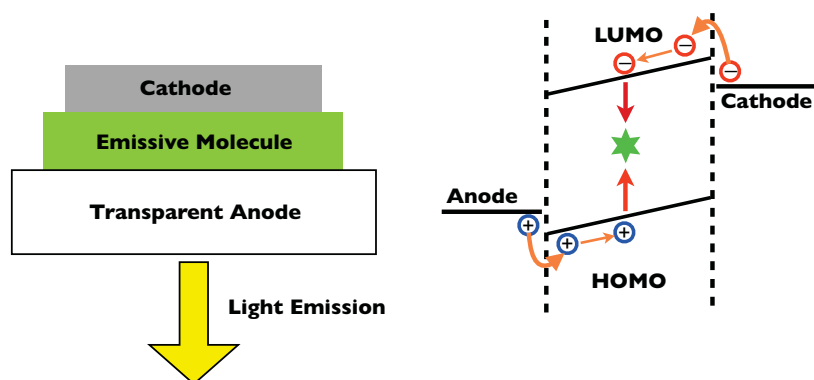 Cathode
Emissive Molecule
Transparent Anode
Light Emission
LUMO
Cathode
Anode
HOMO